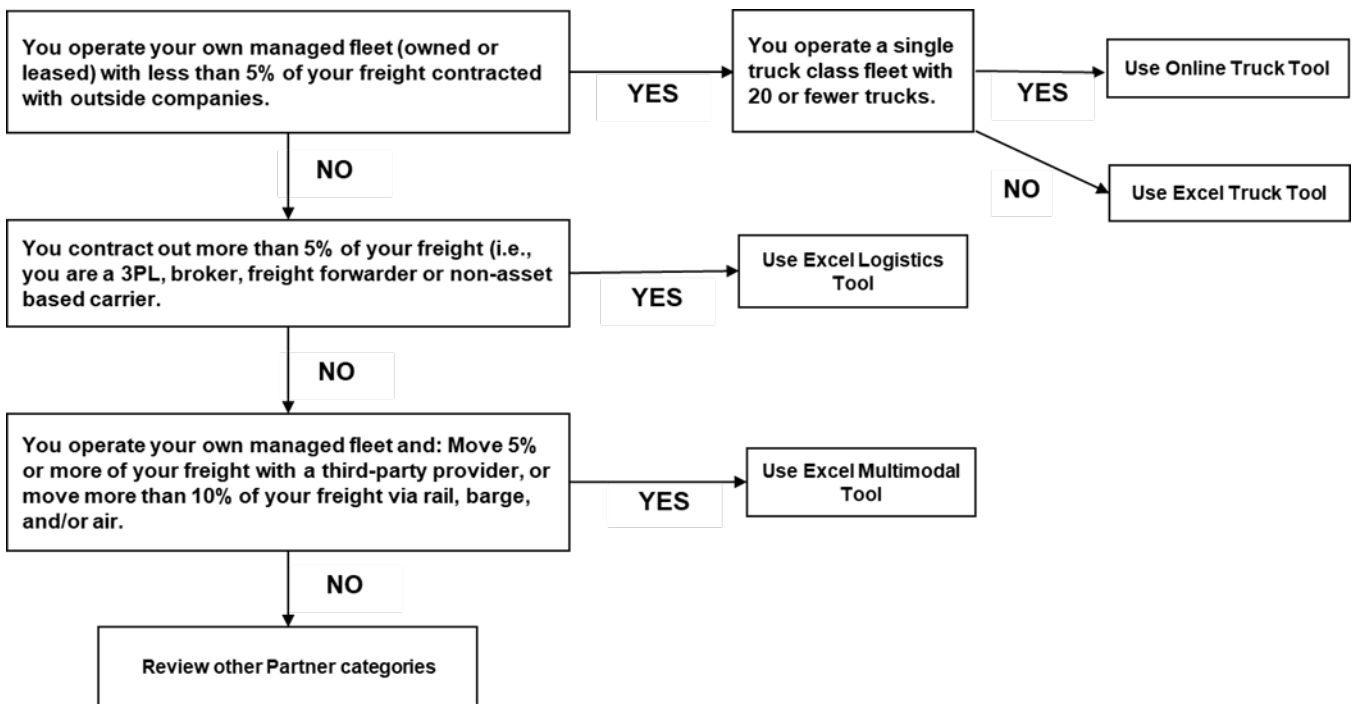 You operate your own managed fleet (owned or
leased) with less than 5% of your freight contracted
with outside companies.
YES
You operate a single
truck class fleet with
20 or fewer trucks.
YES
Use Online Truck Tool
NO
NO
Use Excel Truck Tool
You contract out more than 5% of your freight (i.e.,
you are a 3PL, broker, freight forwarder or non-asset
based carrier.
YES
Use Excel Logistics
Tool
NO
You operate your own managed fleet and: Move 5%
or more of your freight with a third-party provider, or
move more than 10% of your freight via rail, barge,
and/or air.
YES
Use Excel Multimodal
Tool
NO
Review other Partner categories